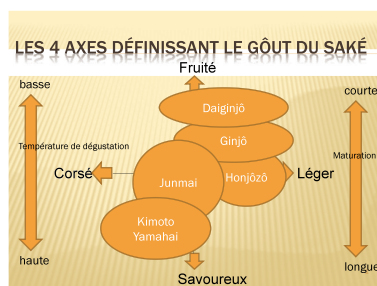 LES 4 AXES DÉFINISSANT LE GÔUT DU SAKÉ
Fruité
basse
courte
Daiginjô
Ginjô
Température de dégustation
Maturation
Corsé
Junmai
Honjôzô
Léger
Kimoto
Yamahai
haute
longue
Savoureux